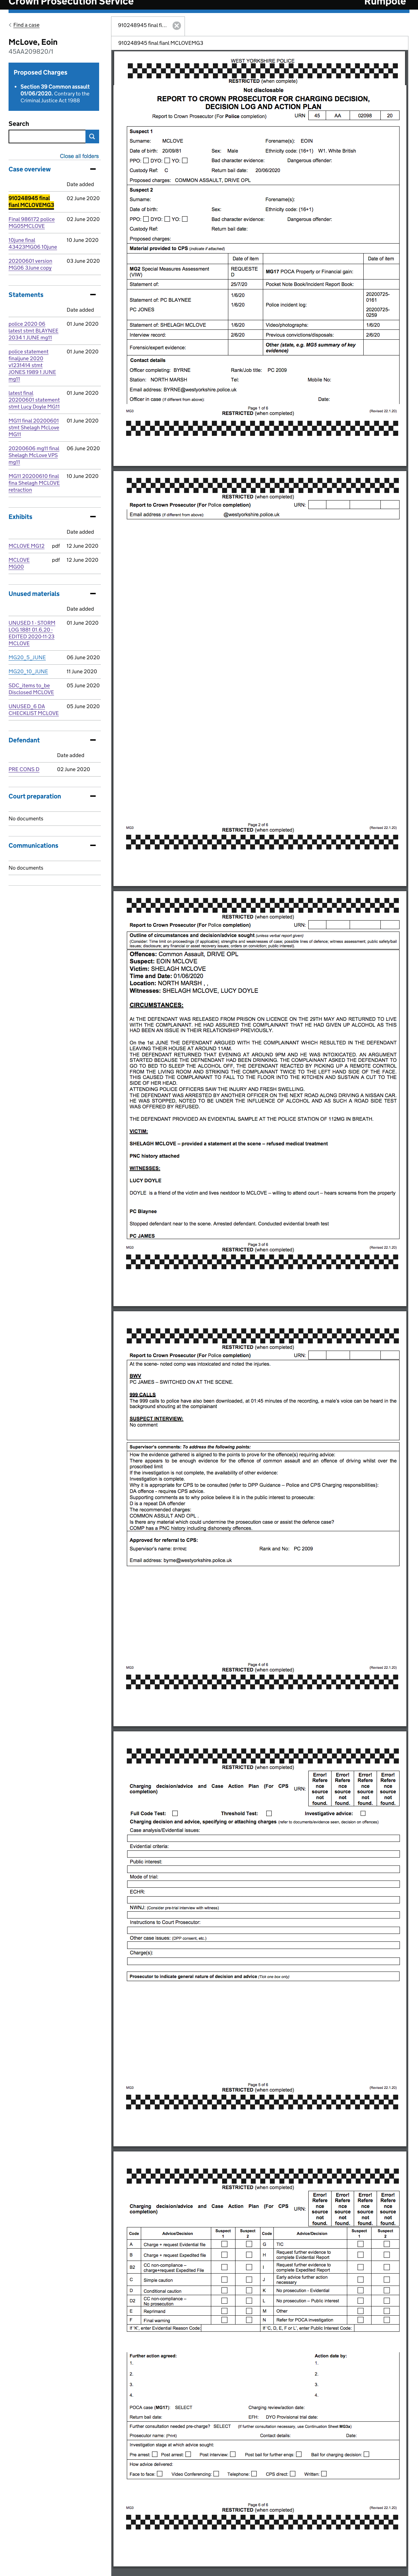 Crown Prosecution Service
Rumpole
Find a case
McLove, Eoin
45AA209820/1
Proposed Charges
Section 39 Common assault
01/06/2020. Contrary to the
Criminal Justice Act 1988
Search
Close all folders
Case overview
Date added
910248945 final
fianl MCLOVEMG3
02 June 2020
Final 986172 police
MG05MCLOVE
02 June 2020
10june final
43423MG06 10june
10 June 2020
20200601 version
MG06 3June copy
03 June 2020
Statements
Date added
police 2020 06
latest stmt BLAYNEE
2034 1 JUNE mg11
01 June 2020
police statement
finaljune 2020
v1231414 stmt
JONES 1989 1 JUNE
mg11
01 June 2020
latest final
20200601 statement
stmt Lucy Doyle MG11
01 June 2020
MG11 final 20200601
stmt Shelagh McLove
MG11
01 June 2020
20200606 mg11 final
Shelagh McLove VPS
mg11
06 June 2020
MG11 20200610 final
fina Shelagh MCLOVE
retraction
10 June 2020
Exhibits
Date added
MCLOVE MG12 pdf 12 June 2020
MCLOVE
MG00
pdf 12 June 2020
Unused materials
Date added
UNUSED 1 - STORM
LOG 1881 01.6.20 -
EDITED 2020-11-23
MCLOVE
01 June 2020
MG20_5_JUNE 06 June 2020
MG20_10_JUNE 11 June 2020
SDC_items to_be
Disclosed MCLOVE
05 June 2020
UNUSED_6 DA
CHECKLIST MCLOVE
05 June 2020
Defendant
Date added
PRE CONS D 02 June 2020
Court preparation
No documents
Communications
No documents
910248945 final fi...
910248945 final fianl MCLOVEMG3
WEST YORKSHIRE POLICE
RESTRICTED (when completed)
Not disclosable
REPORT TO CROWN PROSECUTOR FOR CHARGING DECISION,
DECISION LOG AND ACTION PLAN
Report to Crown Prosecutor (For Police completion) URN 45 AA 02098 20
Suspect 1
Surname: MCLOVE Forename(s): EOIN
Date of birth: 20/09/81 Sex: Male Ethnicity code: (16+1) W1. White British
PPO: DYO: YO: Bad character evidence: Dangerous offender:
Custody Ref: C Return bail date: 20/08/2020
Proposed charges: COMMON ASSAULT, DRIVE OPL
Suspect 2
Surname: Forename(s):
Date of birth: Sex: Ethnicity code: (16+1)
PPO: DYO: YO: Bad character evidence: Dangerous offender:
Custody Ref: Return bail date:
Proposed charges:
Material provided to CPS (indicate if attached)
Date of item Date of item
MG2 Special Measures Assessment
(VIW)
REQUESTE
D
MG17 POCA Property or Financial gain:
Statement of: 25/7/20 Pocket Note Book/Incident Report Book:
Statement of: PC BLAYNEE
PC JONES
1/6/20
1/6/20
Police incident log:
20200725-
0161
20200725-
0259
Statement of: SHELAGH MCLOVE 1/6/20 Video/photographs: 1/6/20
Interview record: 2/6/20 Previous convictions/disposals: 2/6/20
Forensic/expert evidence: Other (state, e.g. MG5 summary of key
evidence)
Contact details
Officer completing: BYRNE Rank/Job title: PC 2009
Station: NORTH MARSH Tel: Mobile No:
Email address: BYRNE@westyorkshire.police.uk
Officer in case (if different from above): Date:
MG3 Page 1 of 6 (Revised 22.1.20)
RESTRICTED (when completed)
RESTRICTED (when completed)
Report to Crown Prosecutor (For Police completion) URN:
Email address (if different from above) @westyorkshire.police.uk
MG3 Page 2 of 6 (Revised 22.1.20)
RESTRICTED (when completed)
RESTRICTED (when completed)
Report to Crown Prosecutor (For Police completion) URN:
Outline of circumstances and decision/advice sought (unless verbal report given)
(Consider: Time limit on proceedings (if applicable); strengths and weaknesses of case; possible lines of defence; witness assessment; public safety/bail
issues; disclosure; any financial or asset recovery issues; orders on conviction; public interest)
Offences: Common Assault, DRIVE OPL
Suspect: EOIN MCLOVE
Victim: SHELAGH MCLOVE
Time and Date: 01/06/2020
Location: NORTH MARSH , ,
Witnesses: SHELAGH MCLOVE, LUCY DOYLE
CIRCUMSTANCES:
AT THE DEFENDANT WAS RELEASED FROM PRISON ON LICENCE ON THE 29TH MAY AND RETURNED TO LIVE
WITH THE COMPLAINANT. HE HAD ASSURED THE COMPLAINANT THAT HE HAD GIVEN UP ALCOHOL AS THIS
HAD BEEN AN ISSUE IN THEIR RELATIONSHIP PREVIOUSLY.
On the 1st JUNE THE DEFENDANT ARGUED WITH THE COMPLAINANT WHICH RESULTED IN THE DEFENDANT
LEAVING THEIR HOUSE AT AROUND 11AM.
THE DEFENDANT RETURNED THAT EVENING AT AROUND 9PM AND HE WAS INTOXICATED. AN ARGUMENT
STARTED BECAUSE THE DEFENDANT HAD BEEN DRINKING. THE COMPLAINANT ASKED THE DEFENDANT TO
GO TO BED TO SLEEP THE ALCOHOL OF, THE DEFENDANT REACTED BY PICKING UP A REMOTE CONTROL
FROM THE LIVING ROOM AND STRIKING THE COMPLAINANT TWICE TO THE LEFT HAND SIDE OF THE FACE.
THIS CAUSED THE COMPLAINANT TO FALL TO THE FLOOR INTO THE KITCHEN AND SUSTAIN A CUT TO THE
SIDE OF HER HEAD.
ATTENDING POLICE OFFICERS SAW THE INJURY AND FRESH SWELLING.
THE DEFENDANT WAS ARRESTED BY ANOTHER OFFICER ON THE NEXT ROAD ALONG DRIVING A NISSAN CAR.
HE WAS STOPPED, NOTED TO BE UNDER THE INFLUENCE OF ALCOHOL AND AS SUCH A ROAD SIDE TEST
WAS OFFERED BY REFUSED.
THE DEFENDANT PROVIDED AN EVIDENTIAL SAMPLE AT THE POLICE STATION OF 112MG IN BREATH.
VICTIM:
SHELAGH MCLOVE – provided a statement at the scene – refused medical treatment
PNC history attached
WITNESSES:
LUCY DOYLE
DOYLE is a friend of the victim and lives nextdoor to MCLOVE – willing to attend court – hears screams from the property
PC Blaynee
Stopped defendant near to the scene. Arrested defendant. Conducted evidential breath test
PC JAMES
MG3 Page 3 of 6 (Revised 22.1.20)
RESTRICTED (when completed)
RESTRICTED (when completed)
Report to Crown Prosecutor (For Police completion) URN:
At the scene- noted comp was intoxicated and noted the injuries.
BWV
PC JAMES – SWITCHED ON AT THE SCENE.
999 CALLS
The 999 calls to police have also been downloaded, at 01:45 minutes of the recording, a male's voice can be heard in the
background shouting at the complainant
SUSPECT INTERVIEW:
No comment
Supervisor's comments: To address the following points:
How the evidence gathered is aligned to the points to prove for the offence(s) requiring advice:
There appears to be enough evidence for the offence of common assault and an offence of driving whilst over the
proscribed limit
If the investigation is not complete, the availability of other evidence:
Investigation is complete.
Why it is appropriate for CPS to be consulted (refer to DPP Guidance – Police and CPS Charging responsibilities):
DA offence - requires CPS advice.
Supporting comments as to why police believe it is in the public interest to prosecute:
D is a repeat DA offender
The recommended charges:
COMMON ASSULT AND OPL .
Is there any material which could undermine the prosecution case or assist the defence case?
COMP has a PNC history including dishonesty offences.
Approved for referral to CPS:
Supervisor's name: BYRNE Rank and No: PC 2009
Email address: byrne@westyorkshire.police.uk
MG3 Page 4 of 6 (Revised 22.1.20)
RESTRICTED (when completed)
RESTRICTED (when completed)
Charging decision/advice and Case Action Plan (For CPS
completion)
URN:
Error! Reference source not found.
Error! Reference source not found.
Error! Reference source not found.
Error! Reference source not found.
Full Code Test: Threshold Test: Investigative advice:
Charging decision and advice, specifying or attaching charges (refer to documents/evidence seen, decision on offences)
Case analysis/Evidential issues:
Evidential criteria:
Public interest:
Mode of trial:
ECHR:
NWNJ: (Consider pre-trial interview with witness)
Instructions to Court Prosecutor:
Other case issues: (DPP consent, etc.)
Charge(s):
Prosecutor to indicate general nature of decision and advice (Tick one box only)
MG3 Page 5 of 6 (Revised 22.1.20)
RESTRICTED (when completed)
RESTRICTED (when completed)
Charging decision/advice and Case Action Plan (For CPS
completion)
URN:
Error! Reference source not found.
Error! Reference source not found.
Error! Reference source not found.
Error! Reference source not found.
Code Advice/Decision Suspect 1 Suspect 2 Code Advice/Decision Suspect 1 Suspect 2
A Charge + request Evidential file G TIC
B Charge + request Expedited file H Request further evidence to complete Evidential Report
B2 CC non-compliance – charge+request Expedited File I Request further evidence to complete Expedited Report
C Simple caution J Early advice further action necessary
D Conditional caution K No prosecution - Evidential
D2 CC non-compliance – No prosecution L No prosecution – Public interest
E Reprimand M Other
F Final warning N Refer for POCA investigation
If 'K', enter Evidential Reason Code: If 'C, D, E, F or L', enter Public Interest Code:
Further action agreed: Action date by:
1. 1.
2. 2.
3. 3.
4. 4.
POCA case (MG17): SELECT Charging review/action date:
Return bail date: EFH: DYO Provisional trial date:
Further consultation needed pre-charge? SELECT (If further consultation necessary, use Continuation Sheet MG3a)
Prosecutor name: (Print) Contact details: Date:
Investigation stage at which advice sought:
Pre arrest: Post arrest: Post interview: Post bail for further enqs: Bail for charging decision:
How advice delivered:
Face to face: Video Conferencing: Telephone: CPS direct: Written:
MG3 Page 6 of 6 (Revised 22.1.20)
RESTRICTED (when completed)